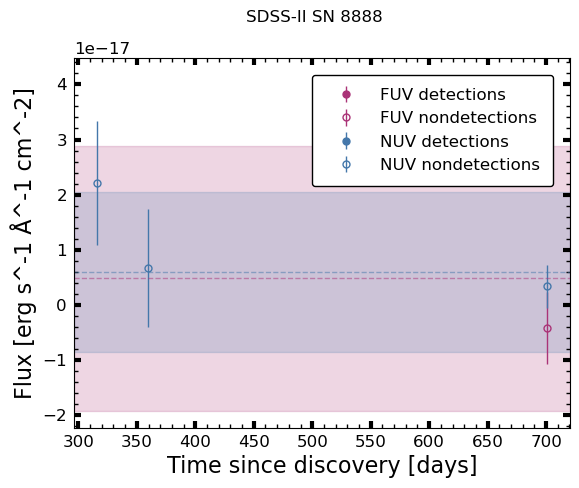 SDSS-II SN 8888
1e−17
4
3
2
1
0
−1
−2
Flux [erg s^-1 Å^-1 cm^-2]
FUV detections
FUV nondetections
NUV detections
NUV nondetections
300 350 400 450 500 550 600 650 700
Time since discovery [days]